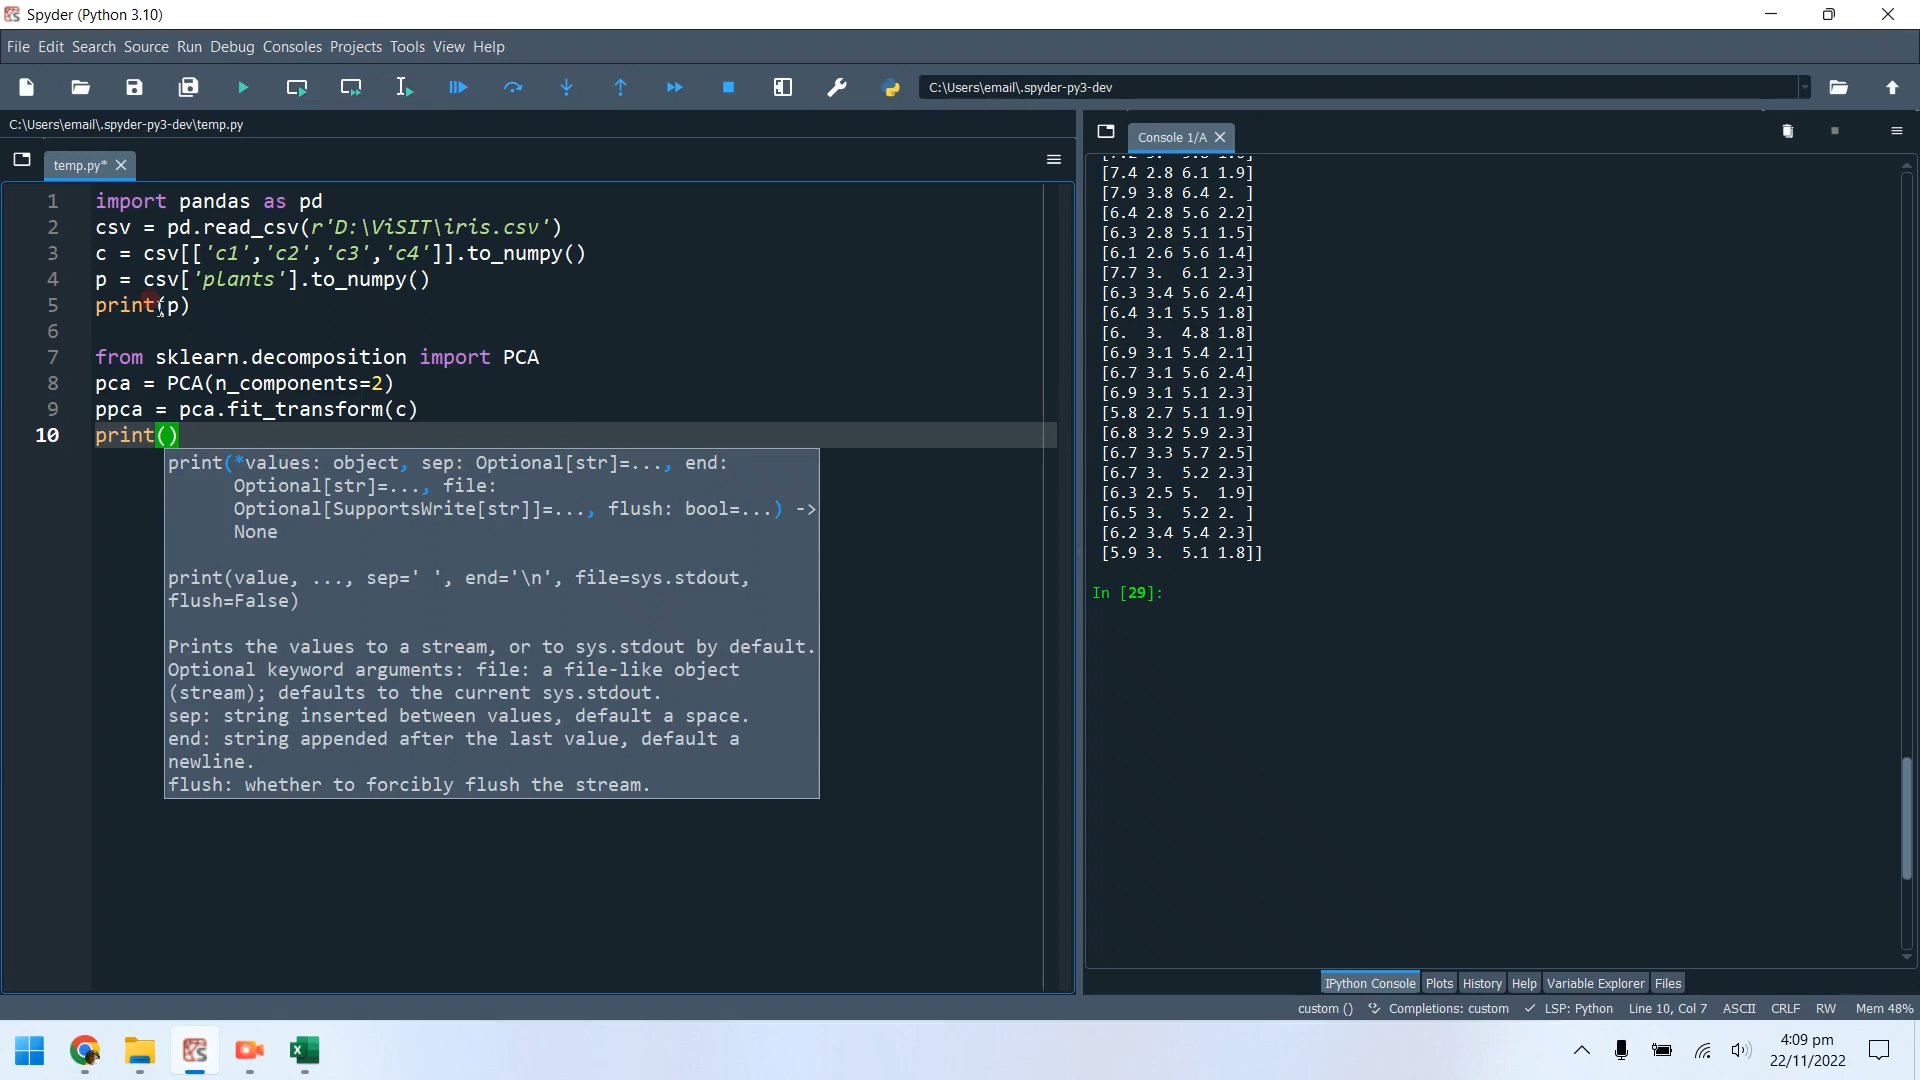 Spyder (Python 3.10)
File Edit Search Source Run Debug Consoles Projects Tools View Help
C:\Users\email\.spyder-py3-dev
C:\Users\email\.spyder-py3-dev\temp.py
temp.py*
1 import pandas as pd
2 csv = pd.read_csv(r'D:\ViSIT\iris.csv')
3 c = csv[['c1','c2','c3','c4']].to_numpy()
4 p = csv['plants'].to_numpy()
5 print(p)
6
7 from sklearn.decomposition import PCA
8 pca = PCA(n_components=2)
9 ppca = pca.fit_transform(c)
10 print()
print(*values: object, sep: Optional[str]=..., end:
Optional[str]=..., file:
Optional[SupportsWrite[str]]=..., flush: bool=...) ->
None
print(value, ..., sep=' ', end='\n', file=sys.stdout,
flush=False)
Prints the values to a stream, or to sys.stdout by default.
Optional keyword arguments: file: a file-like object
(stream); defaults to the current sys.stdout.
sep: string inserted between values, default a space.
end: string appended after the last value, default a
newline.
flush: whether to forcibly flush the stream.
Console 1/A
[7.4 2.8 6.1 1.9]
[7.9 3.8 6.4 2. ]
[6.4 2.8 5.6 2.2]
[6.3 2.8 5.1 1.5]
[6.1 2.6 5.6 1.4]
[7.7 3.  6.1 2.3]
[6.3 3.4 5.6 2.4]
[6.4 3.1 5.5 1.8]
[6.  3.  4.8 1.8]
[6.9 3.1 5.4 2.1]
[6.7 3.1 5.6 2.4]
[6.9 3.1 5.1 2.3]
[5.8 2.7 5.1 1.9]
[6.8 3.2 5.9 2.3]
[6.7 3.3 5.7 2.5]
[6.7 3.  5.2 2.3]
[6.3 2.5 5.  1.9]
[6.5 3.  5.2 2. ]
[6.2 3.4 5.4 2.3]
[5.9 3.  5.1 1.8]]
In [29]:
IPython Console Plots History Help Variable Explorer Files
custom () Completions: custom LSP: Python Line 10, Col 7 ASCII CRLF RW Mem 48%
4:09 pm
22/11/2022